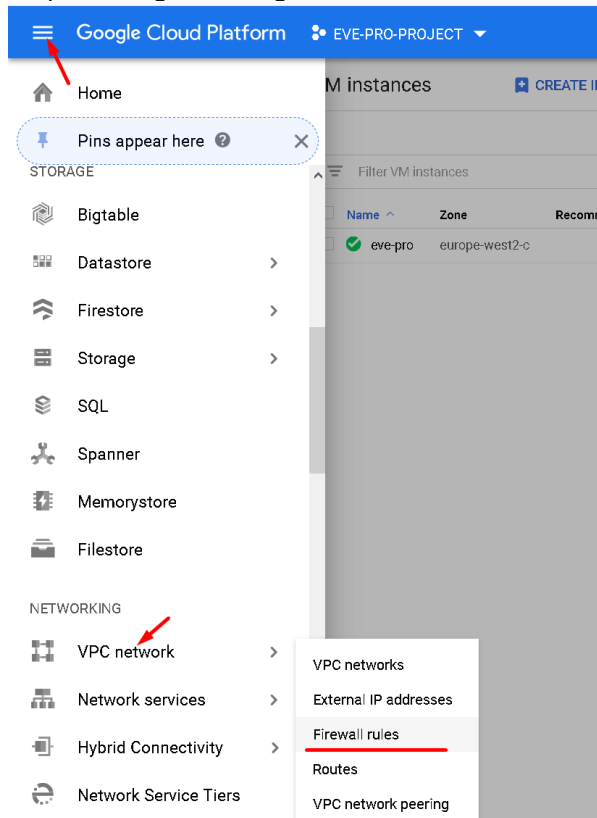 Google Cloud Platform
EVE-PRO-PROJECT
Home
M instances
CREATE I
Pins appear here
STORAGE
Filter VM instances
Bigtable
Name
Zone
Recom
eve-pro
europe-west2-c
Datastore
Firestore
Storage
SQL
Spanner
Memorystore
Filestore
NETWORKING
VPC network
VPC networks
Network services
External IP addresses
Firewall rules
Hybrid Connectivity
Routes
Network Service Tiers
VPC network peering